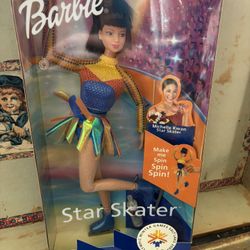 Barbie
Michelle Kwan
Star Skater
Make
me
Spin
Spin
Spin!
Star Skater